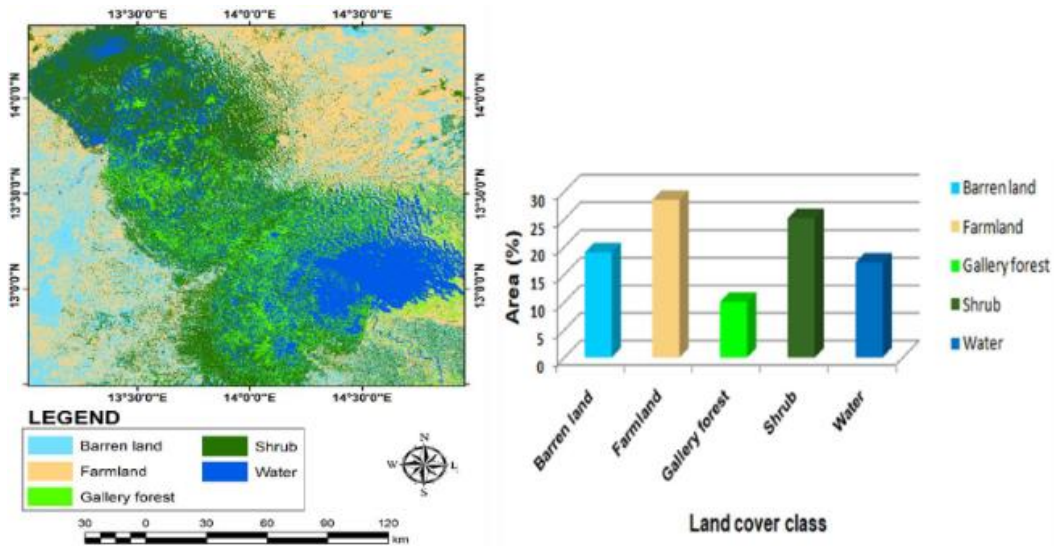 13°30'0"E 14°0'0"E 14°30'0"E
14°0'0"N 14°0'0"N
13°30'0"N 13°30'0"N
13°0'0"N 13°0'0"N
13°30'0"E 14°0'0"E 14°30'0"E
LEGEND
Barren land
Farmland
Gallery forest
Shrub
Water
N
W L
S
30 0 30 60 90 120
km
Area (%)
30
25
20
15
10
5
0
Barren land
Farmland
Gallery forest
Shrub
Water
Land cover class
Barren land
Farmland
Gallery forest
Shrub
Water